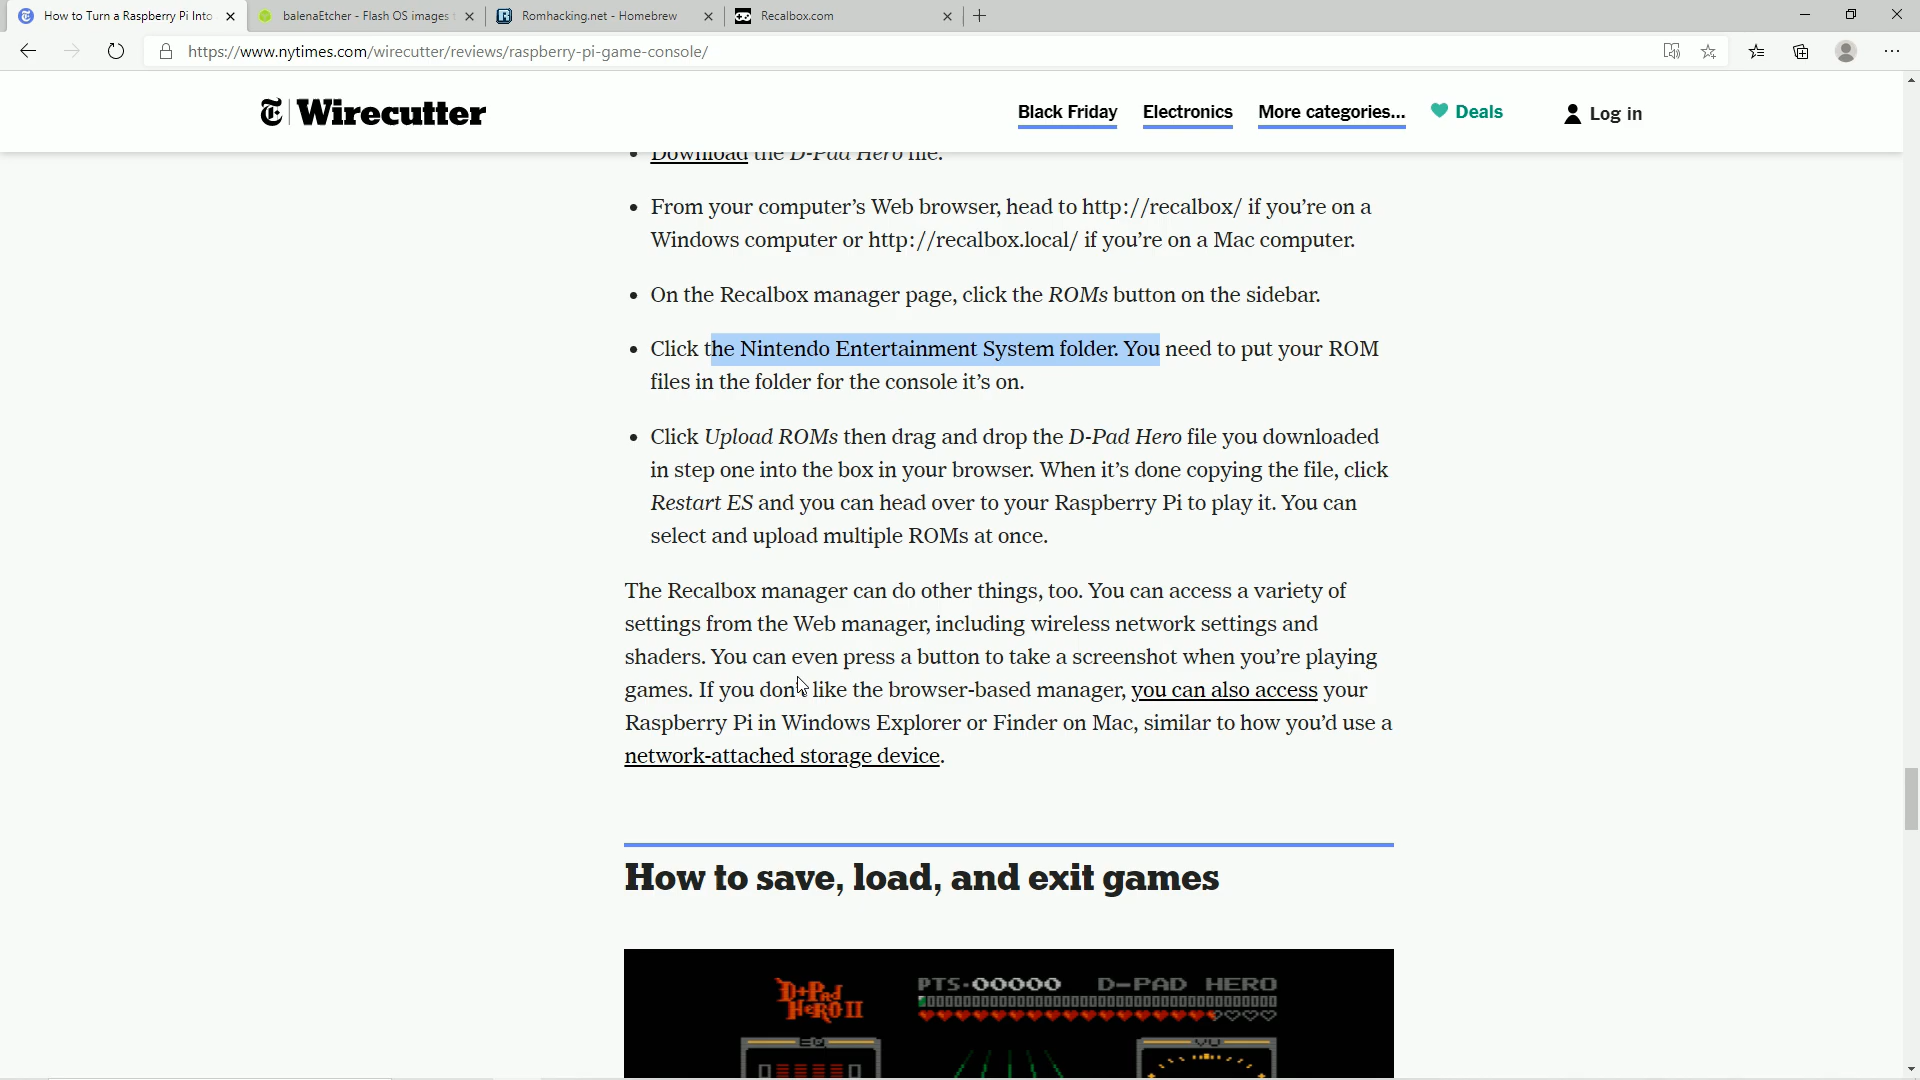 How to Turn a Raspberry Pi Into
balenaEtcher - Flash OS images
Romhacking.net - Homebrew
Recalbox.com
https://www.nytimes.com/wirecutter/reviews/raspberry-pi-game-console/
T Wirecutter
Black Friday
Electronics
More categories...
Deals
Log in
Download the D-Pad Hero file.
From your computer’s Web browser, head to http://recalbox/ if you’re on a
Windows computer or http://recalbox.local/ if you’re on a Mac computer.
On the Recalbox manager page, click the ROMs button on the sidebar.
Click the Nintendo Entertainment System folder. You need to put your ROM
files in the folder for the console it’s on.
Click Upload ROMs then drag and drop the D-Pad Hero file you downloaded
in step one into the box in your browser. When it’s done copying the file, click
Restart ES and you can head over to your Raspberry Pi to play it. You can
select and upload multiple ROMs at once.
The Recalbox manager can do other things, too. You can access a variety of
settings from the Web manager, including wireless network settings and
shaders. You can even press a button to take a screenshot when you’re playing
games. If you don’t like the browser-based manager, you can also access your
Raspberry Pi in Windows Explorer or Finder on Mac, similar to how you’d use a
network-attached storage device.
How to save, load, and exit games
D+Pad
Hero II
PTS.00000
D-PAD HERO
EQ
VU